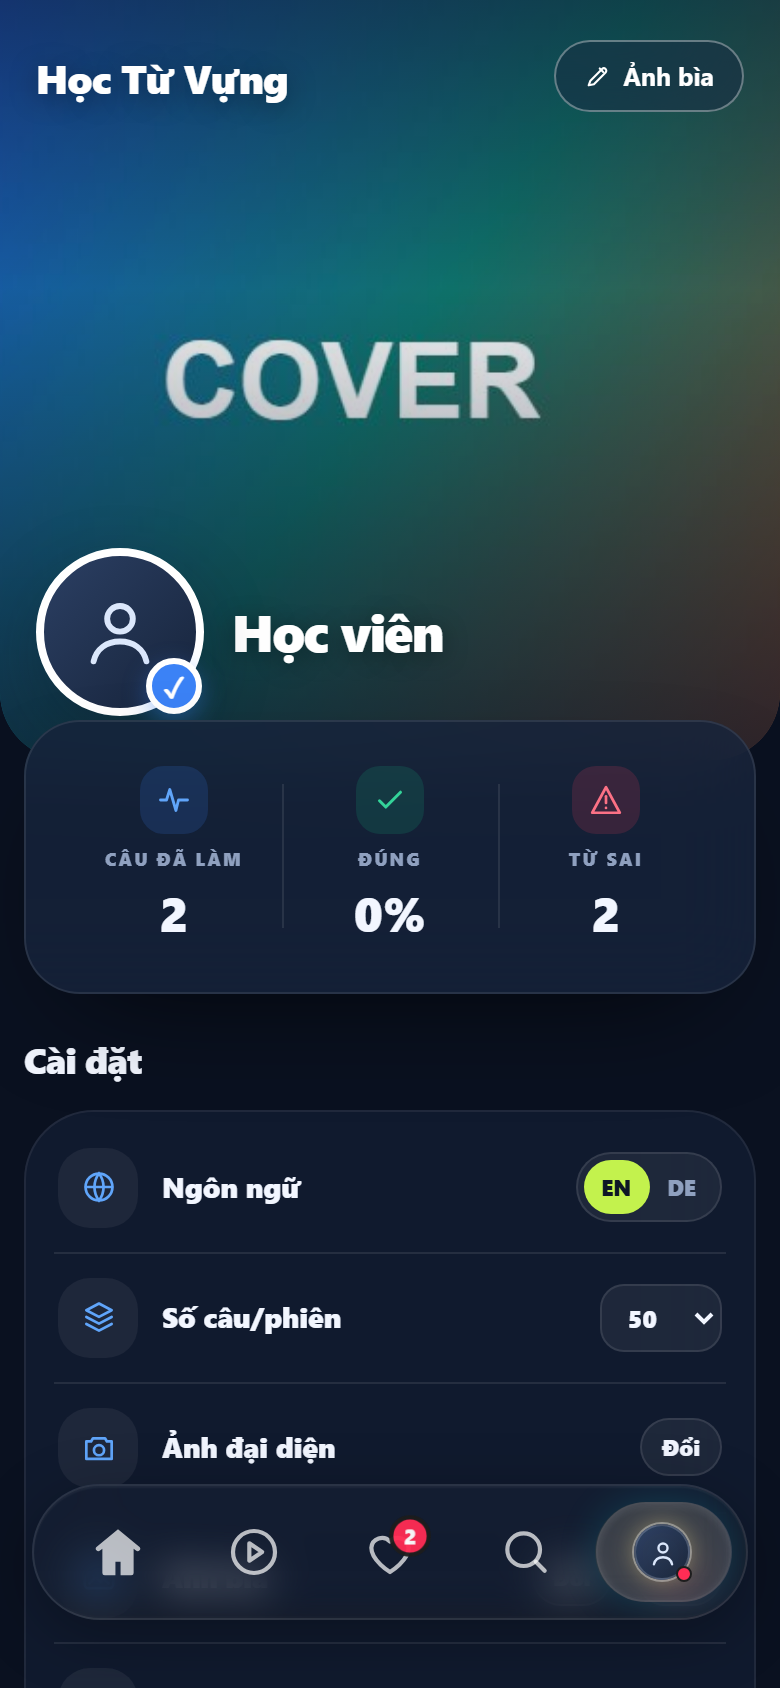 Học Từ Vựng
Ảnh bìa
COVER
Học viên
CÂU ĐÃ LÀM
ĐÚNG
TỪ SAI
2
0%
2
Cài đặt
Ngôn ngữ
EN
DE
Số câu/phiên
50
Ảnh đại diện
Đổi
2